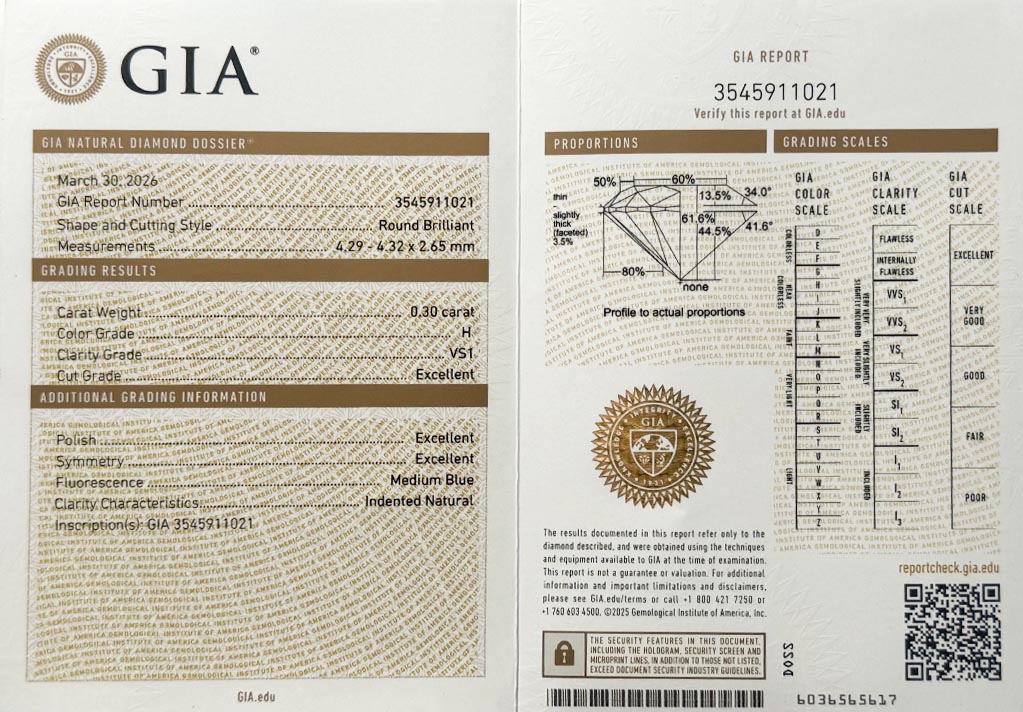 GIA®
GIA NATURAL DIAMOND DOSSIER
March 30, 2026
GIA Report Number 3545911021
Shape and Cutting Style Round Brilliant
Measurements 4.29 - 4.32 x 2.65 mm
GRADING RESULTS
Carat Weight 0.30 carat
Color Grade H
Clarity Grade VS1
Cut Grade Excellent
ADDITIONAL GRADING INFORMATION
Polish Excellent
Symmetry Excellent
Fluorescence Medium Blue
Clarity Characteristics Indented Natural
Inscription(s): GIA 3545911021
GIA.edu
GIA REPORT
3545911021
Verify this report at GIA.edu
PROPORTIONS
50%
60%
thin
-
slightly
thick
(faceted)
3.5%
13.5%
34.0°
61.6%
44.5%
41.6°
80%
none
Profile to actual proportions
GIA
The results documented in this report refer only to the
diamond described, and were obtained using the techniques
and equipment available to GIA at the time of examination.
This report is not a guarantee or valuation. For additional
information and important limitations and disclaimers,
please see GIA.edu/terms or call +1 800 421 7250 or
+1 760 603 4500. ©2025 Gemological Institute of America, Inc.
THE SECURITY FEATURES IN THIS DOCUMENT,
INCLUDING THE HOLOGRAM, SECURITY SCREEN AND
MICROPRINT LINES, IN ADDITION TO THOSE NOT LISTED,
EXCEED DOCUMENT SECURITY INDUSTRY GUIDELINES.
GRADING SCALES
GIA
COLOR
SCALE
COLORLESS
D
E
F
NEAR COLORLESS
G
H
I
J
FAINT
K
L
M
VERY LIGHT
N
O
P
Q
R
LIGHT
S
T
U
V
W
X
Y
Z
GIA
CLARITY
SCALE
FLAWLESS
INTERNALLY
FLAWLESS
VERY VERY
SLIGHTLY INCLUDED
VVS1
VVS2
VERY SLIGHTLY
INCLUDED
VS1
VS2
SLIGHTLY
INCLUDED
SI1
SI2
INCLUDED
I1
I2
I3
GIA
CUT
SCALE
EXCELLENT
VERY
GOOD
GOOD
FAIR
POOR
reportcheck.gia.edu
D022
6036565617